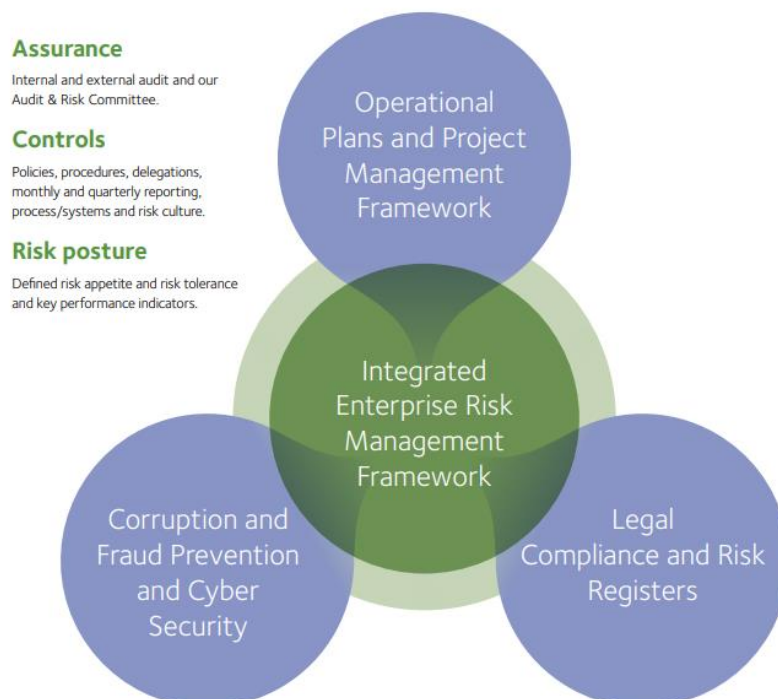 Assurance
Internal and external audit and our
Audit & Risk Committee.
Controls
Policies, procedures, delegations,
monthly and quarterly reporting,
process/systems and risk culture.
Risk posture
Defined risk appetite and risk tolerance
and key performance indicators.
Operational
Plans and Project
Management
Framework
Integrated
Enterprise Risk
Management
Framework
Corruption and
Fraud Prevention
and Cyber
Security
Legal
Compliance and Risk
Registers